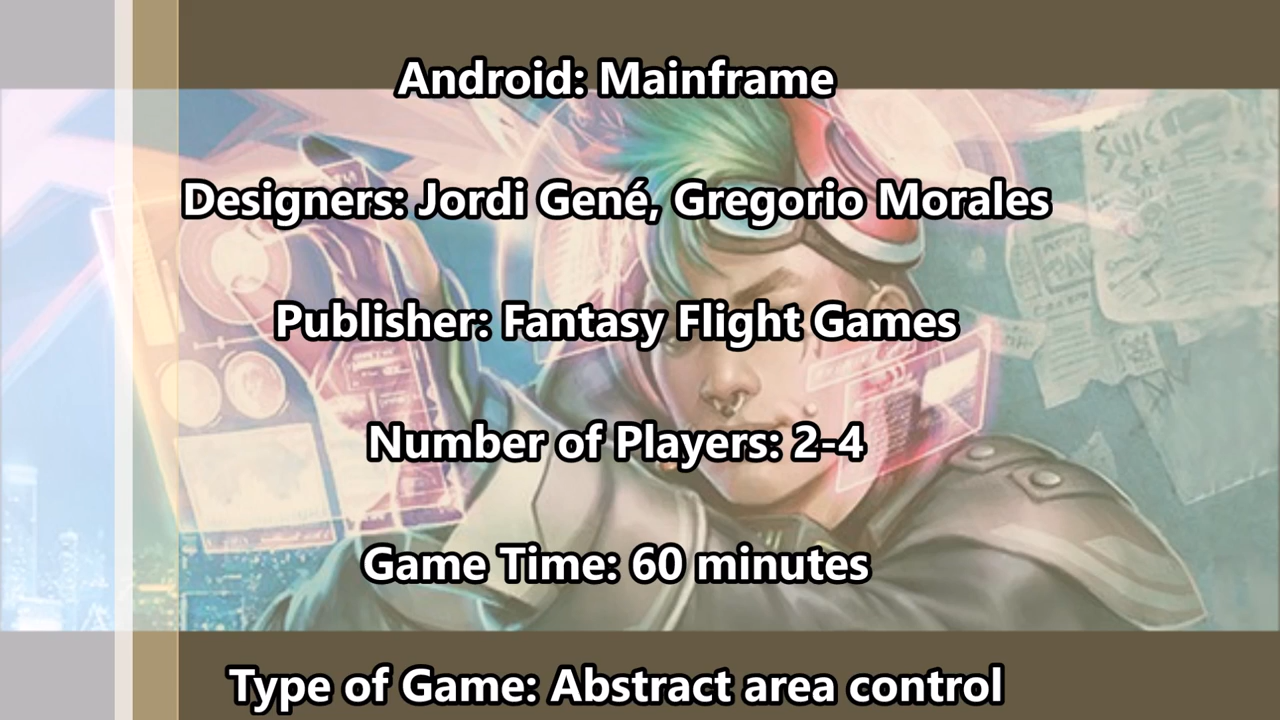 Android: Mainframe
Designers: Jordi Gené, Gregorio Morales
Publisher: Fantasy Flight Games
Number of Players: 2-4
Game Time: 60 minutes
Type of Game: Abstract area control